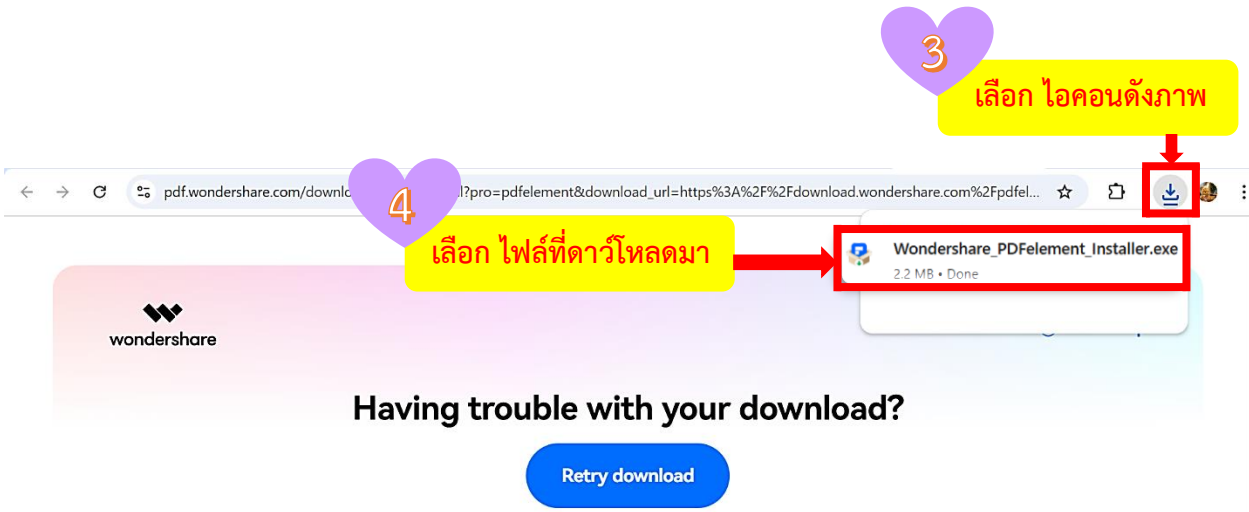 3
เลือก ไอคอนดังภาพ
pdf.wondershare.com/downlo
l?pro=pdfelement&download_url=https%3A%2F%2Fdownload.wondershare.com%2Fpdfel...
4
เลือก ไฟล์ที่ดาว์โหลดมา
Wondershare_PDFelement_Installer.exe
2.2 MB • Done
wondershare
Having trouble with your download?
Retry download